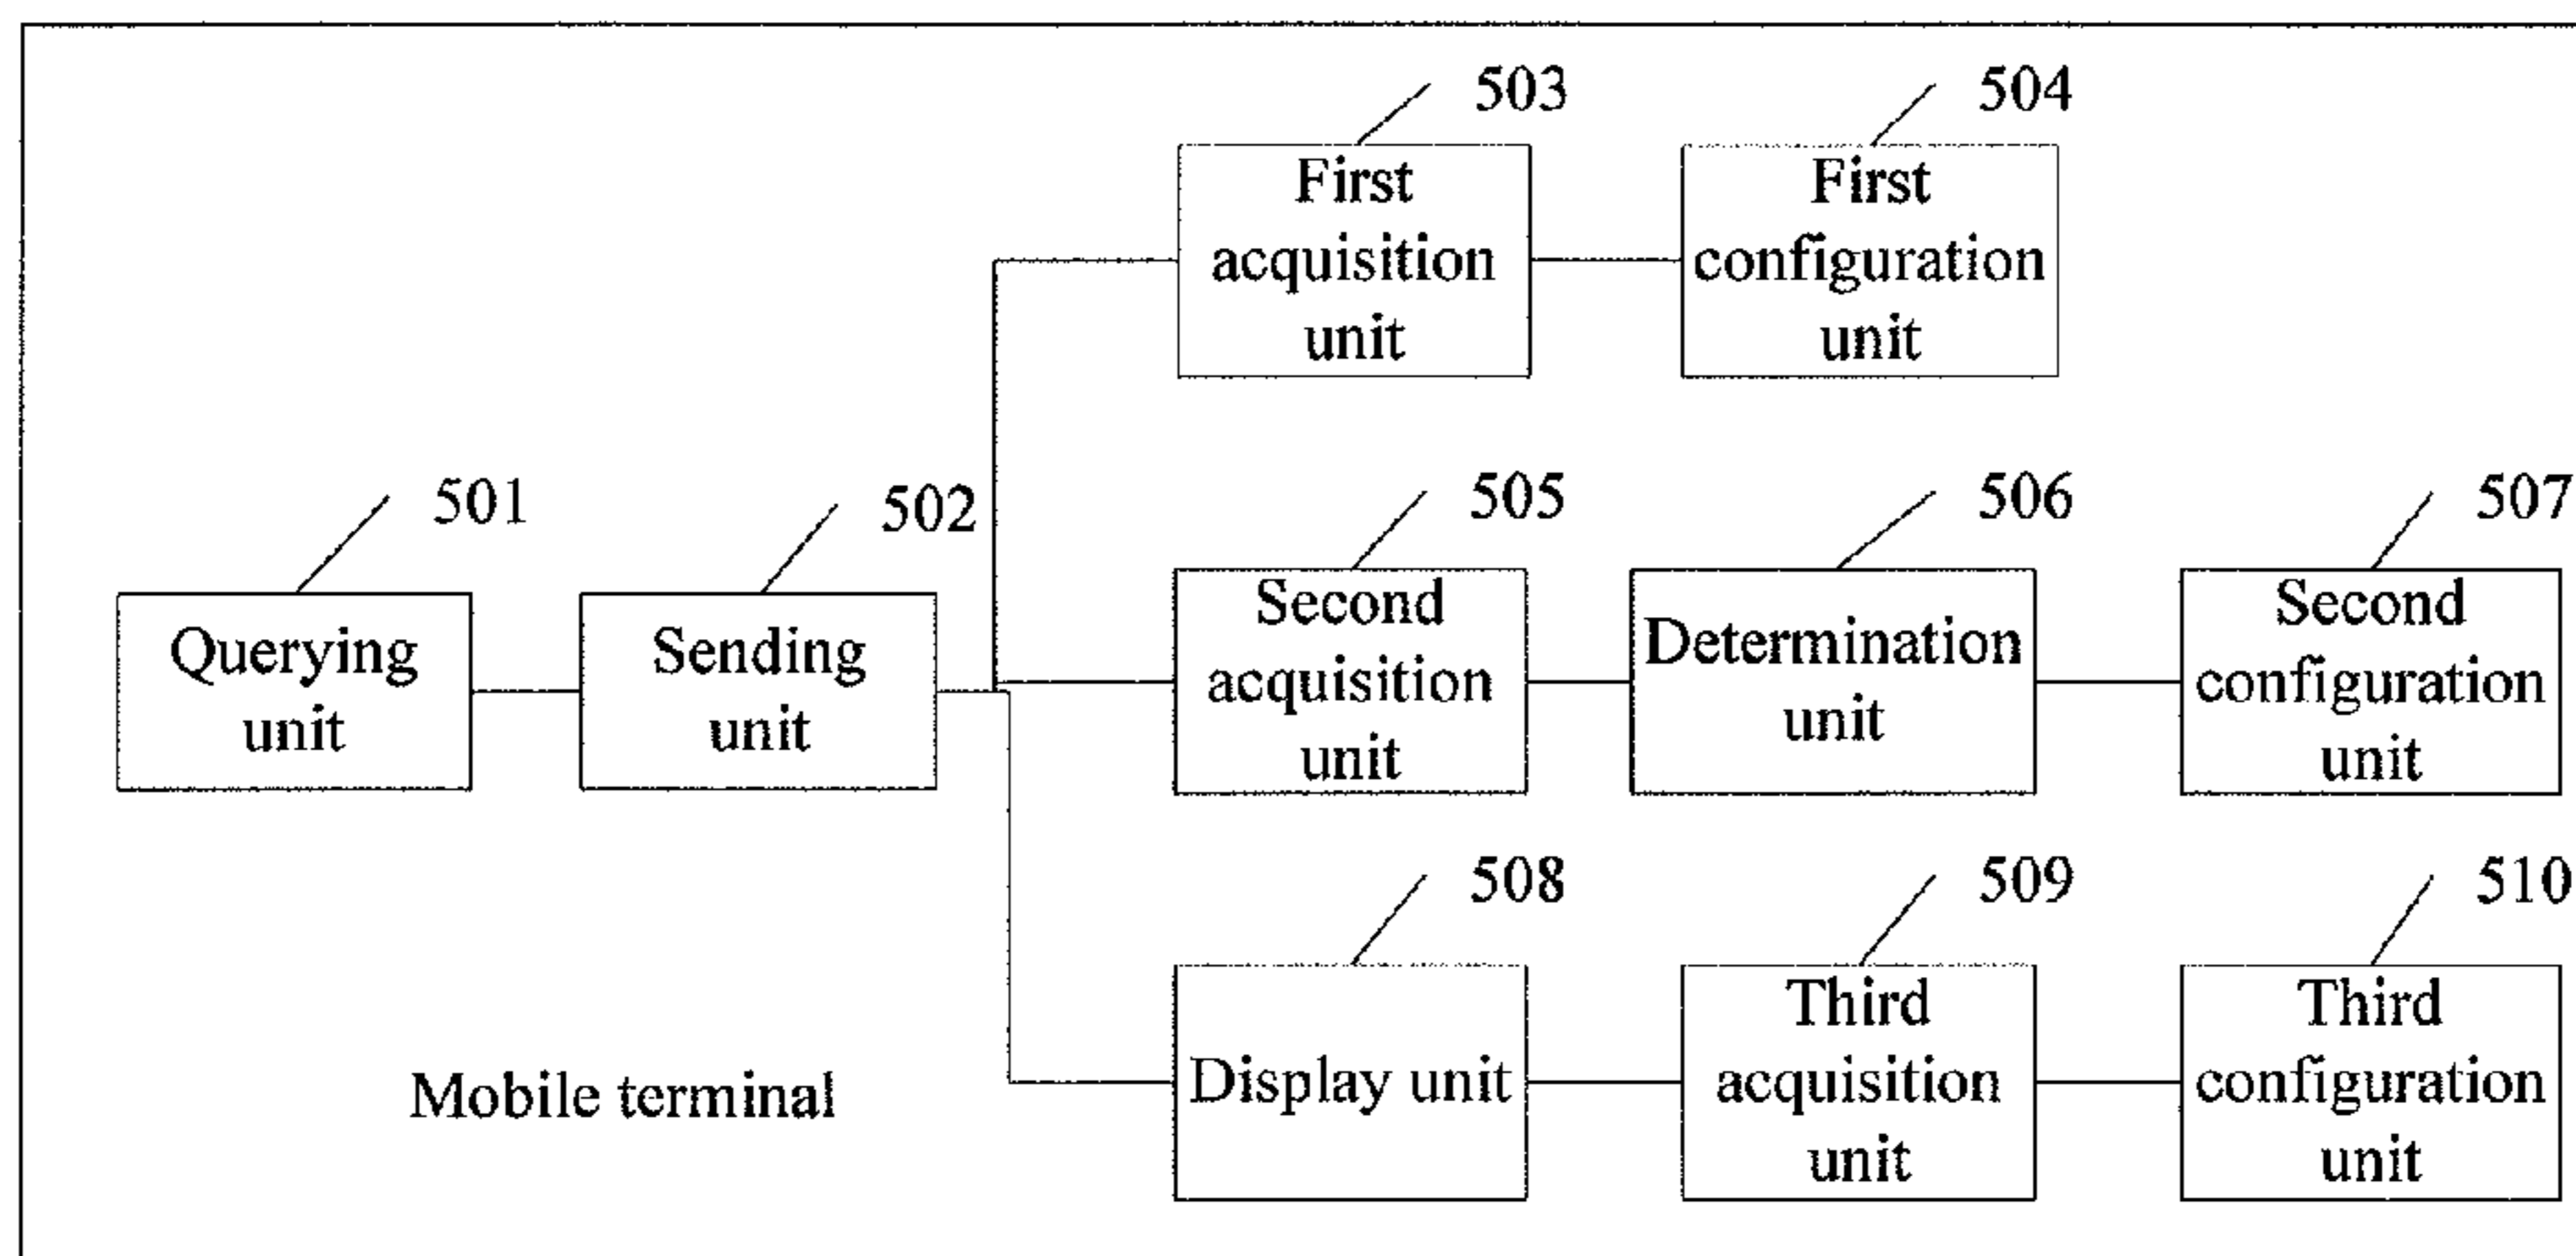 503
504
First
acquisition
unit
First
configuration
unit
501
502
505
506
507
Querying
unit
Sending
unit
Second
acquisition
unit
Determination
unit
Second
configuration
unit
508
509
510
Mobile terminal
Display unit
Third
acquisition
unit
Third
configuration
unit